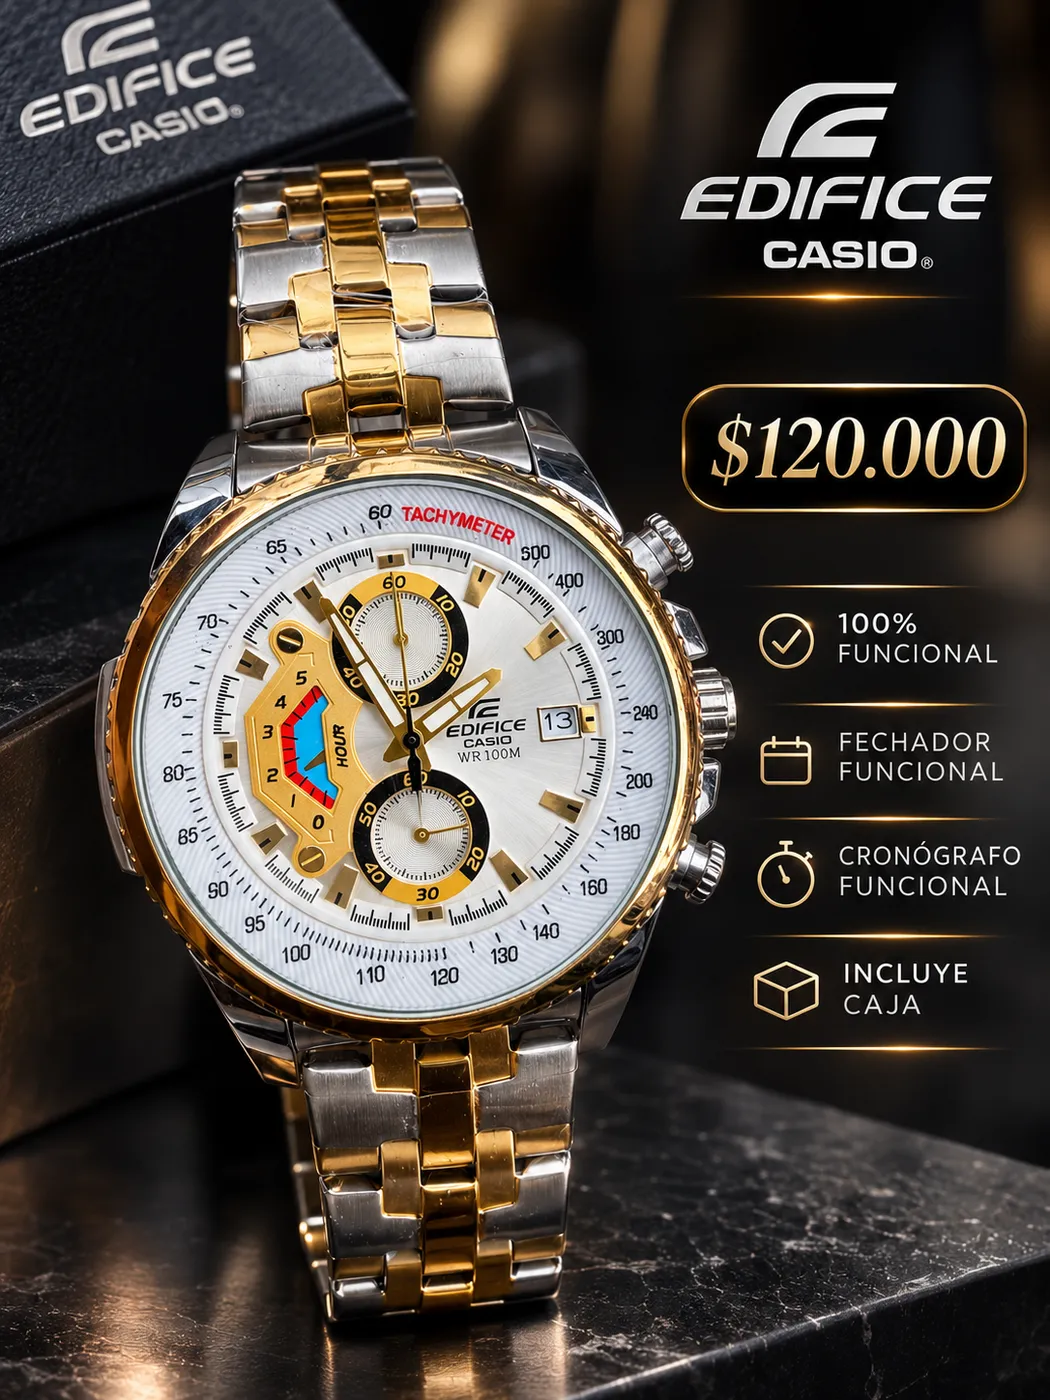 EDIFICE
CASIO®
EDIFICE
CASIO®
$120.000
100%
FUNCIONAL
FECHADOR
FUNCIONAL
CRONÓGRAFO
FUNCIONAL
INCLUYE
CAJA
60 TACHYMETER
600
400
300
240
200
180
160
140
130
120
110
100
95
90
85
80
75
70
65
60
10
20
30
40
50
5
4
3
2
1
0
HOUR
EDIFICE
CASIO
WR 100M
13
60
10
20
30
40
50